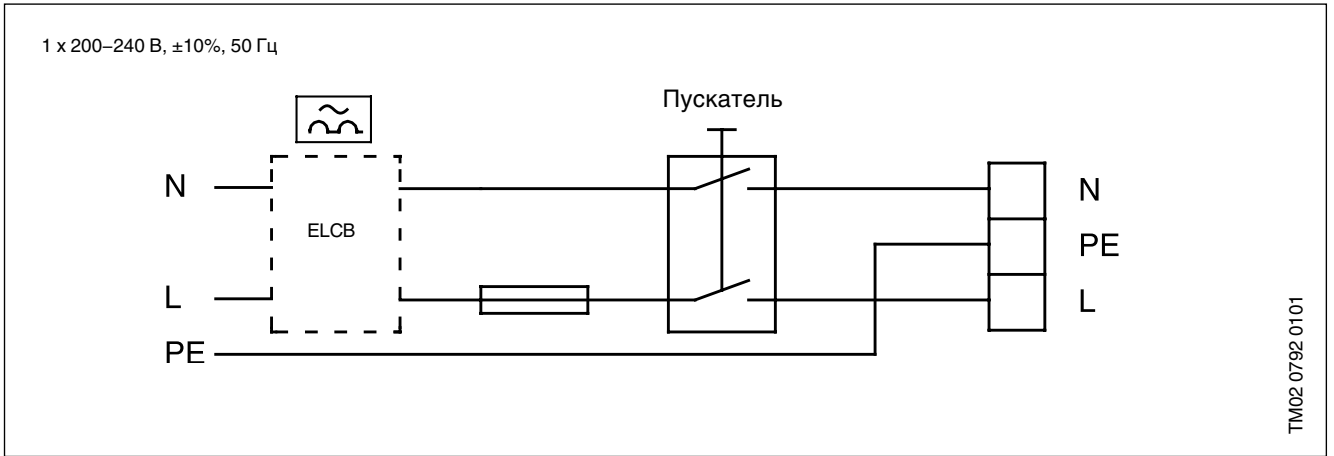 1 x 200–240 В, ±10%, 50 Гц
Пускатель
N
ELCB
L
PE
N
PE
L
TM02 0792 0101